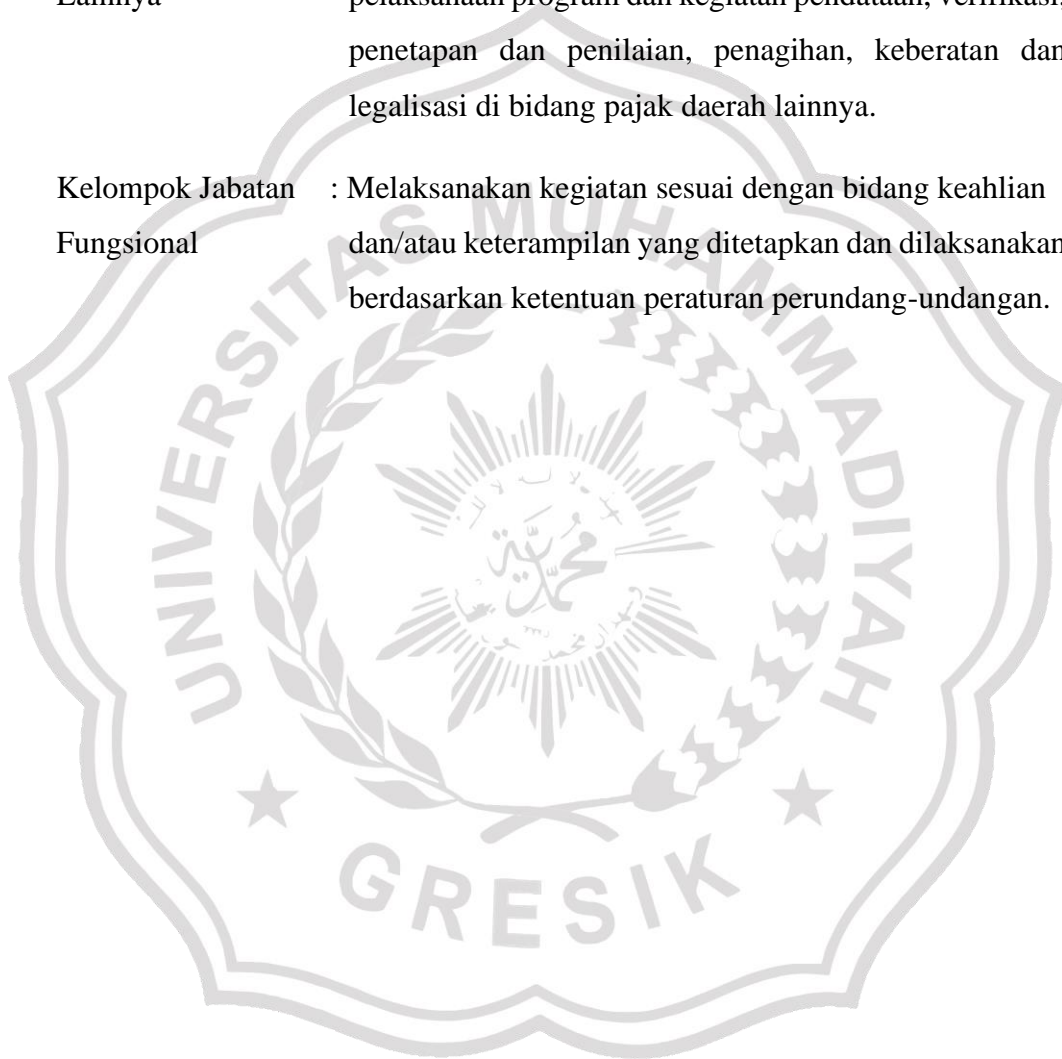 Lainnya pelaksanaan program dan kegiatan pendataan, verifikasi,
penetapan dan penilaian, penagihan, keberatan dan
legalisasi di bidang pajak daerah lainnya.
Kelompok Jabatan : Melaksanakan kegiatan sesuai dengan bidang keahlian
Fungsional dan/atau keterampilan yang ditetapkan dan dilaksanakan
berdasarkan ketentuan peraturan perundang-undangan.
UNIVERSITAS MUHAMMADIYAH
GRESIK